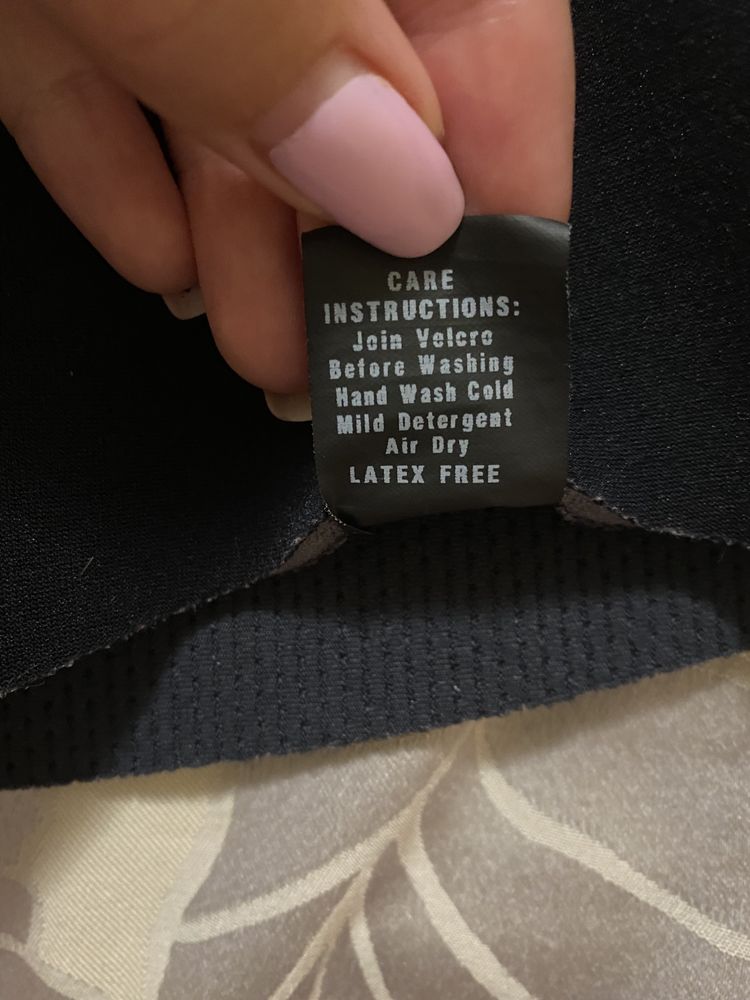 CARE
INSTRUCTIONS:
Join Velcro
Before Washing
Hand Wash Cold
Mild Detergent
Air Dry
LATEX FREE